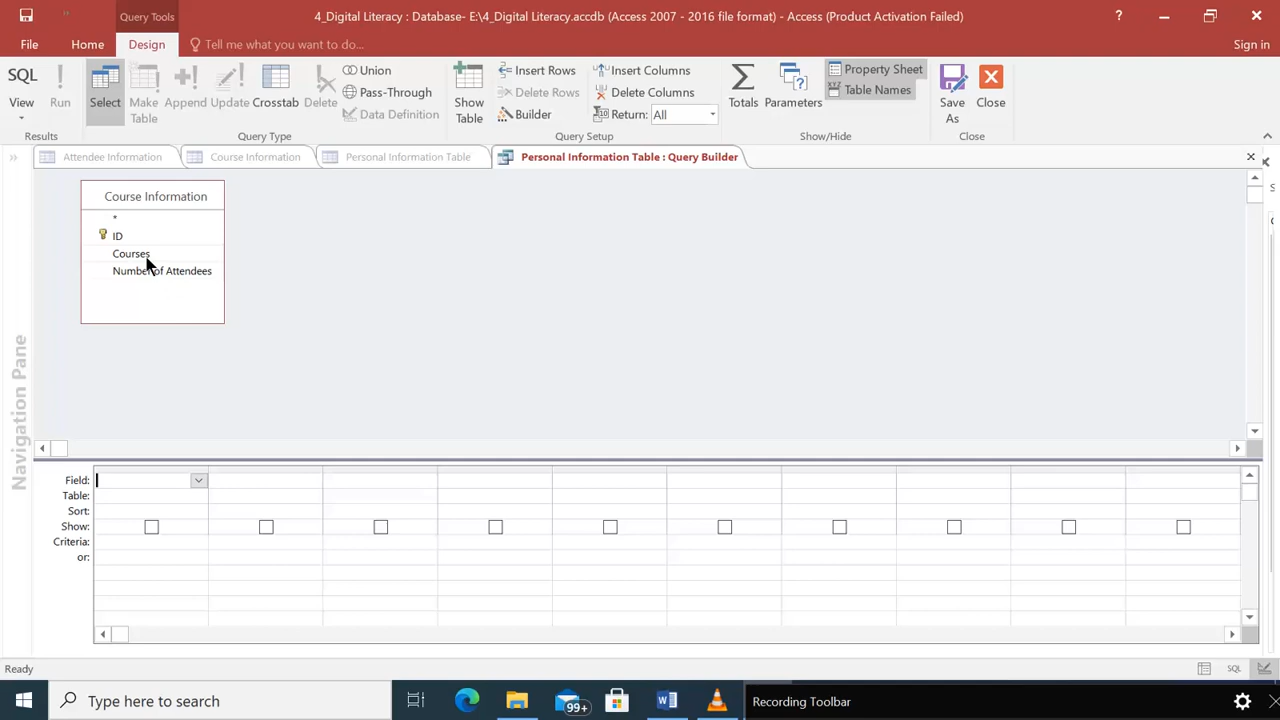 Query Tools
4_Digital Literacy : Database- E:\4_Digital Literacy.accdb (Access 2007 - 2016 file format) - Access (Product Activation Failed)
?
File
Home
Design
Tell me what you want to do...
Sign in
SQL
View
Run
Select
Make Table
Append
Update
Crosstab
Delete
Union
Pass-Through
Data Definition
Show Table
Insert Rows
Delete Rows
Builder
Insert Columns
Delete Columns
Return: All
Totals
Parameters
Property Sheet
Table Names
Save As
Close
Results
Query Type
Query Setup
Show/Hide
Close
Attendee Information
Course Information
Personal Information Table
Personal Information Table : Query Builder
Course Information
*
ID
Courses
Number of Attendees
Navigation Pane
Field:
Table:
Sort:
Show:
Criteria:
or:
Ready
SQL
Type here to search
99+
Recording Toolbar